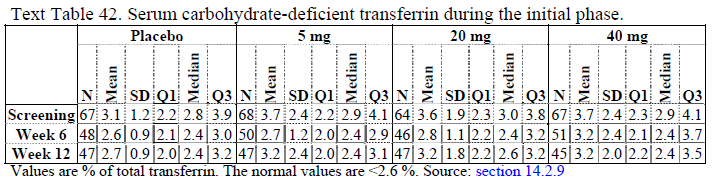 Text Table 42. Serum carbohydrate-deficient transferrin during the initial phase.
Placebo 5 mg 20 mg 40 mg
N Mean SD Q1 Median Q3 N Mean SD Q1 Median Q3 N Mean SD Q1 Median Q3 N Mean SD Q1 Median Q3
Screening 67 3.1 1.2 2.2 2.8 3.9 68 3.7 2.4 2.2 2.9 4.1 64 3.6 1.9 2.3 3.0 3.8 67 3.7 2.4 2.3 2.9 4.1
Week 6 48 2.6 0.9 2.1 2.4 3.0 50 2.7 1.2 2.0 2.4 2.9 46 2.8 1.1 2.2 2.4 3.2 51 3.2 2.4 2.1 2.4 3.7
Week 12 47 2.7 0.9 2.0 2.4 3.2 47 3.2 2.4 2.0 2.4 3.1 47 3.2 1.8 2.2 2.6 3.2 45 3.2 2.0 2.2 2.4 3.5
Values are % of total transferrin. The normal values are <2.6 %. Source: section 14.2.9